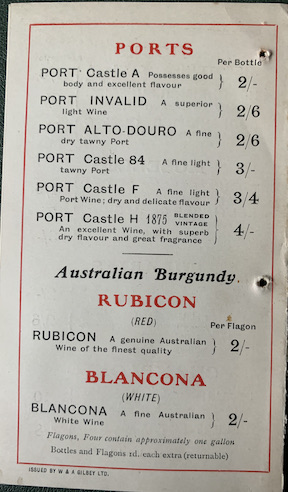 PORTS
Per Bottle
PORT Castle A Possesses good
body and excellent flavour } 2/-
PORT INVALID A superior
light Wine } 2/6
PORT ALTO-DOURO A fine
dry tawny Port } 2/6
PORT Castle 84 A fine light
tawny Port } 3/-
PORT Castle F A fine light
Port Wine; dry and delicate flavour } 3/4
PORT Castle H 1875 BLENDED VINTAGE
An excellent Wine, with superb
dry flavour and great fragrance } 4/-
Australian Burgundy.
RUBICON
(RED)
Per Flagon
RUBICON A genuine Australian
Wine of the finest quality } 2/-
BLANCONA
(WHITE)
BLANCONA A fine Australian
White Wine } 2/-
Flagons, Four contain approximately one gallon
Bottles and Flagons 1d. each extra (returnable)
ISSUED BY W & A GILBEY LTD.